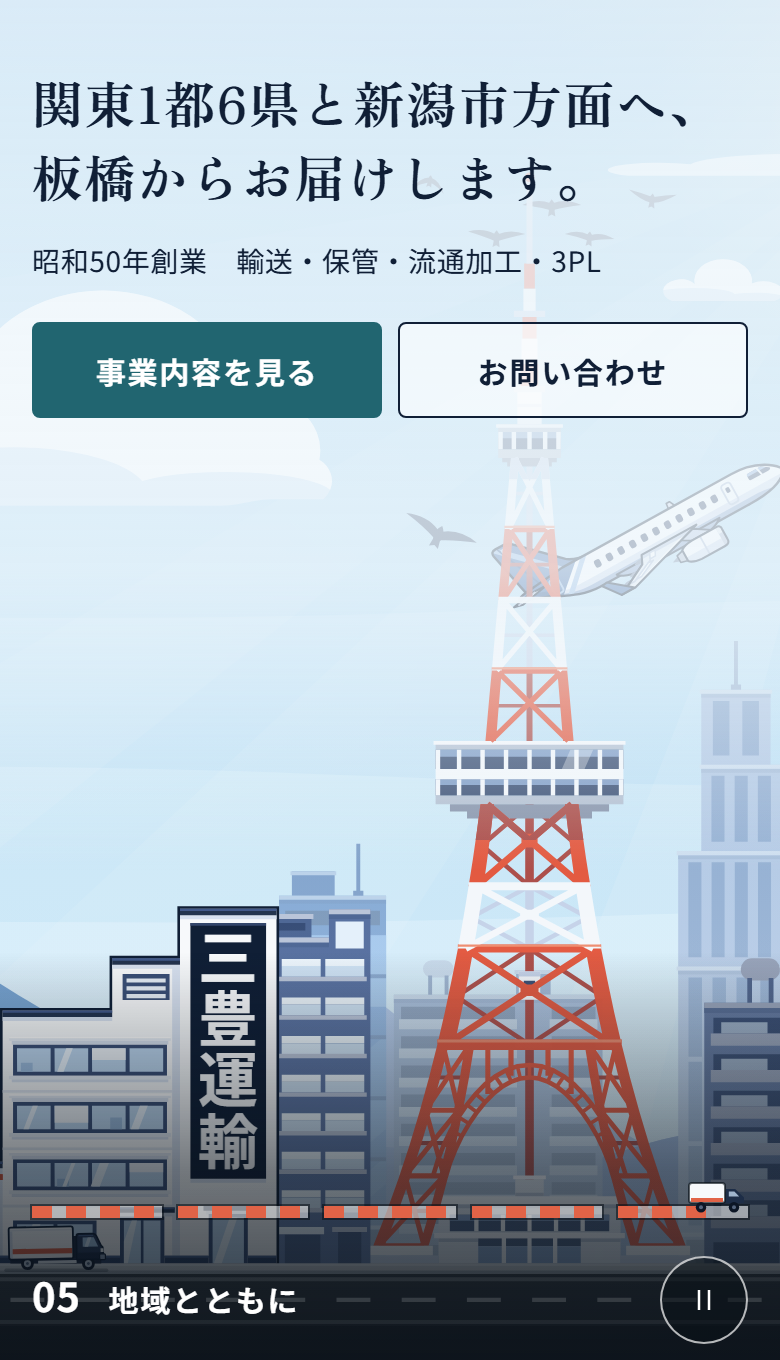 関東1都6県と新潟市方面へ、
板橋からお届けします。
昭和50年創業　輸送・保管・流通加工・3PL
事業内容を見る
お問い合わせ
三豊運輸
05 地域とともに